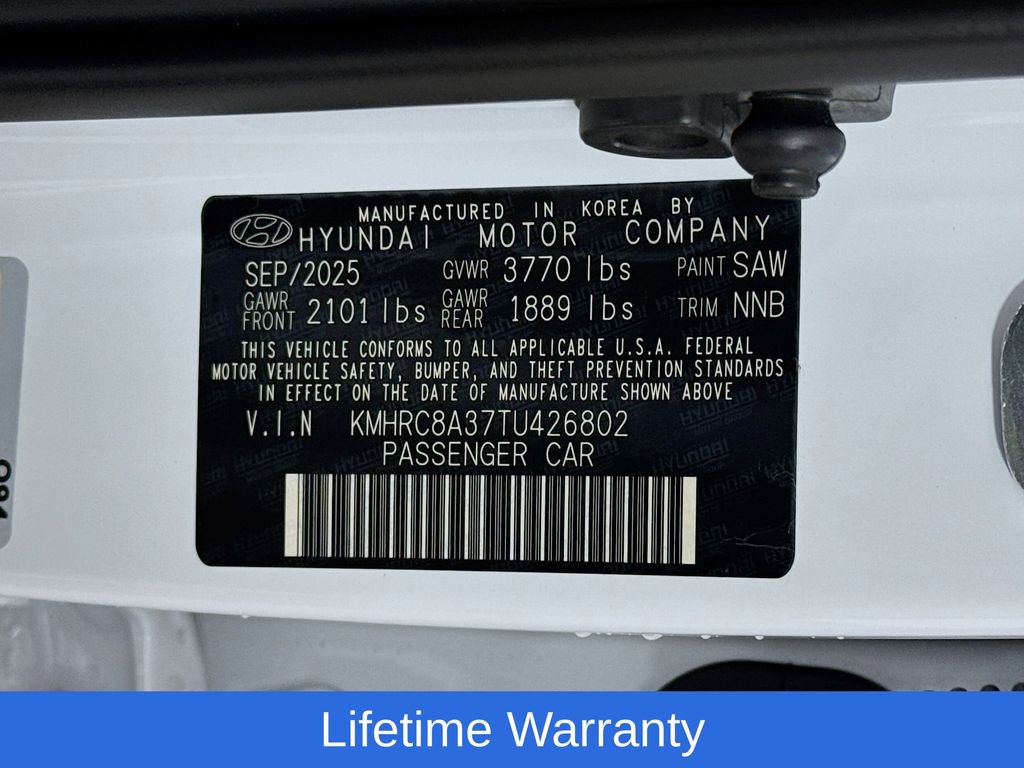 MANUFACTURED IN KOREA BY
HYUNDAI MOTOR COMPANY
SEP/2025 GVWR 3770 lbs PAINT SAW
GAWR FRONT 2101 lbs GAWR REAR 1889 lbs TRIM NNB
THIS VEHICLE CONFORMS TO ALL APPLICABLE U.S.A. FEDERAL
MOTOR VEHICLE SAFETY, BUMPER, AND THEFT PREVENTION STANDARDS
IN EFFECT ON THE DATE OF MANUFACTURE SHOWN ABOVE
V.I.N KMHRC8A37TU426802
PASSENGER CAR
Lifetime Warranty